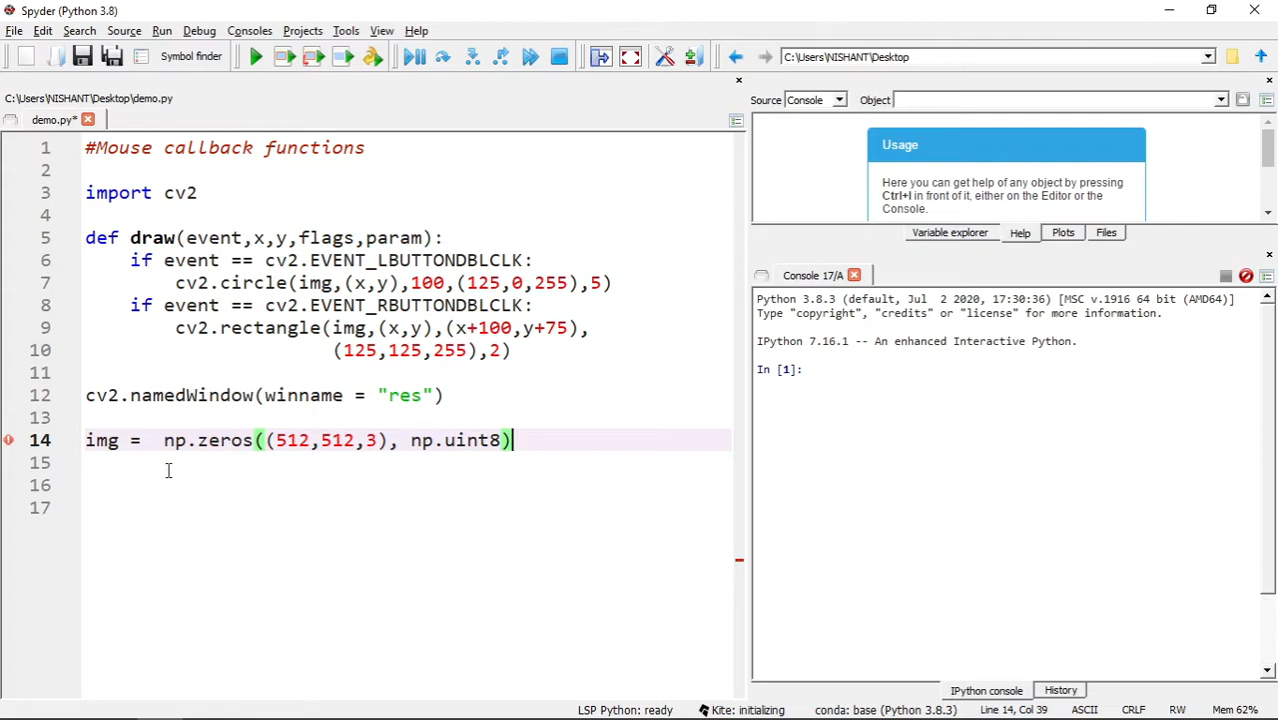 Spyder (Python 3.8)
File Edit Search Source Run Debug Consoles Projects Tools View Help
Symbol finder
C:\Users\NISHANT\Desktop
C:\Users\NISHANT\Desktop\demo.py
demo.py*
1 #Mouse callback functions
2
3 import cv2
4
5 def draw(event,x,y,flags,param):
6 if event == cv2.EVENT_LBUTTONDBLCLK:
7 cv2.circle(img,(x,y),100,(125,0,255),5)
8 if event == cv2.EVENT_RBUTTONDBLCLK:
9 cv2.rectangle(img,(x,y),(x+100,y+75),
10 (125,125,255),2)
11
12 cv2.namedWindow(winname = "res")
13
14 img =  np.zeros((512,512,3), np.uint8)
15
16
17
Source Console Object
Usage
Here you can get help of any object by pressing
Ctrl+I in front of it, either on the Editor or the
Console.
Variable explorer Help Plots Files
Console 17/A
Python 3.8.3 (default, Jul  2 2020, 17:30:36) [MSC v.1916 64 bit (AMD64)]
Type "copyright", "credits" or "license" for more information.
IPython 7.16.1 -- An enhanced Interactive Python.
In [1]:
IPython console History
LSP Python: ready Kite: initializing conda: base (Python 3.8.3) Line 14, Col 39 ASCII CRLF RW Mem 62%